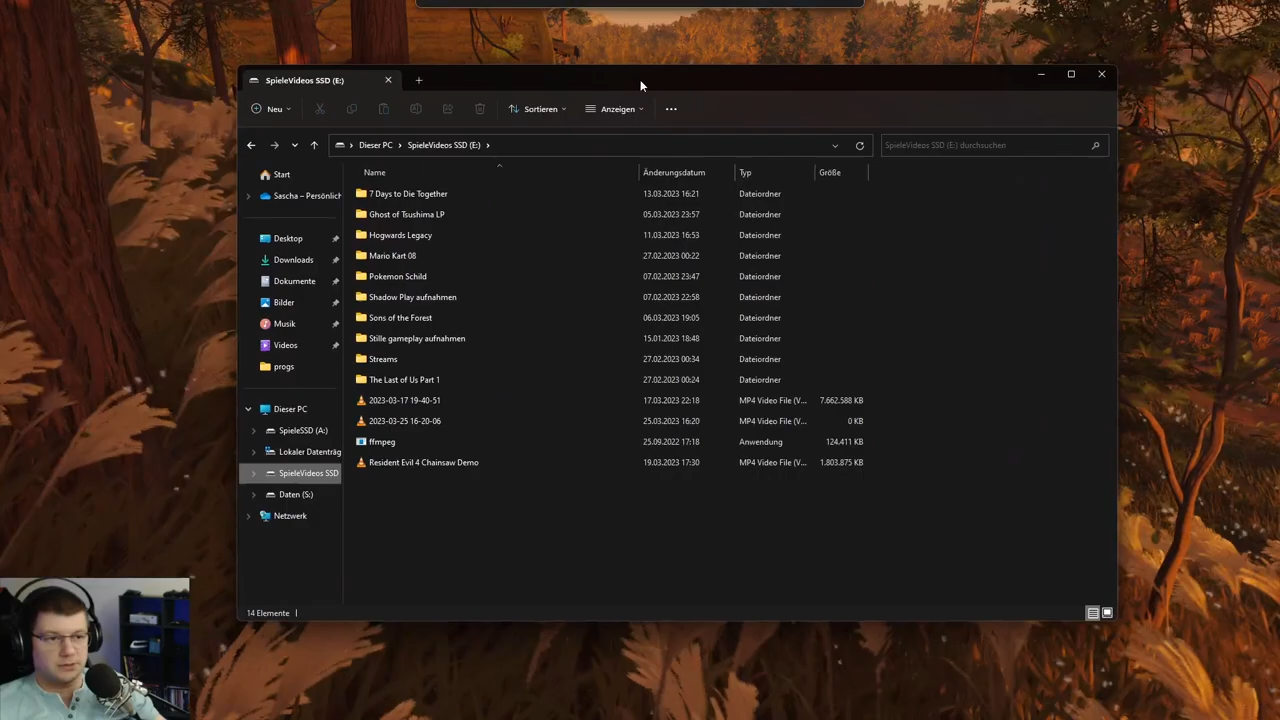 SpieleVideos SSD (E:)
Neu
Sortieren
Anzeigen
Dieser PC
SpieleVideos SSD (E:)
SpieleVideos SSD (E:) durchsuchen
Name
Änderungsdatum
Typ
Größe
Start
Sascha – Persönlich
Desktop
Downloads
Dokumente
Bilder
Musik
Videos
progs
Dieser PC
SpieleSSD (A:)
Lokaler Datenträg
SpieleVideos SSD
Daten (S:)
Netzwerk
7 Days to Die Together 13.03.2023 16:21 Dateiordner
Ghost of Tsushima LP 05.03.2023 23:57 Dateiordner
Hogwards Legacy 11.03.2023 16:53 Dateiordner
Mario Kart 08 27.02.2023 00:22 Dateiordner
Pokemon Schild 07.02.2023 23:47 Dateiordner
Shadow Play aufnahmen 07.02.2023 22:58 Dateiordner
Sons of the Forest 06.03.2023 19:05 Dateiordner
Stille gameplay aufnahmen 15.01.2023 18:48 Dateiordner
Streams 27.02.2023 00:34 Dateiordner
The Last of Us Part 1 27.02.2023 00:24 Dateiordner
2023-03-17 19-40-51 17.03.2023 22:18 MP4 Video File (V... 7.662.588 KB
2023-03-25 16-20-06 25.03.2023 16:20 MP4 Video File (V... 0 KB
ffmpeg 25.09.2022 17:18 Anwendung 124.411 KB
Resident Evil 4 Chainsaw Demo 19.03.2023 17:30 MP4 Video File (V... 1.803.875 KB
14 Elemente